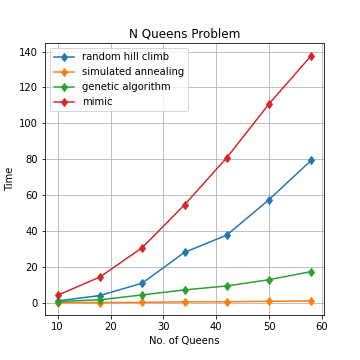 N Queens Problem
random hill climb
simulated annealing
genetic algorithm
mimic
Time
140
120
100
80
60
40
20
0
10
20
30
40
50
60
No. of Queens